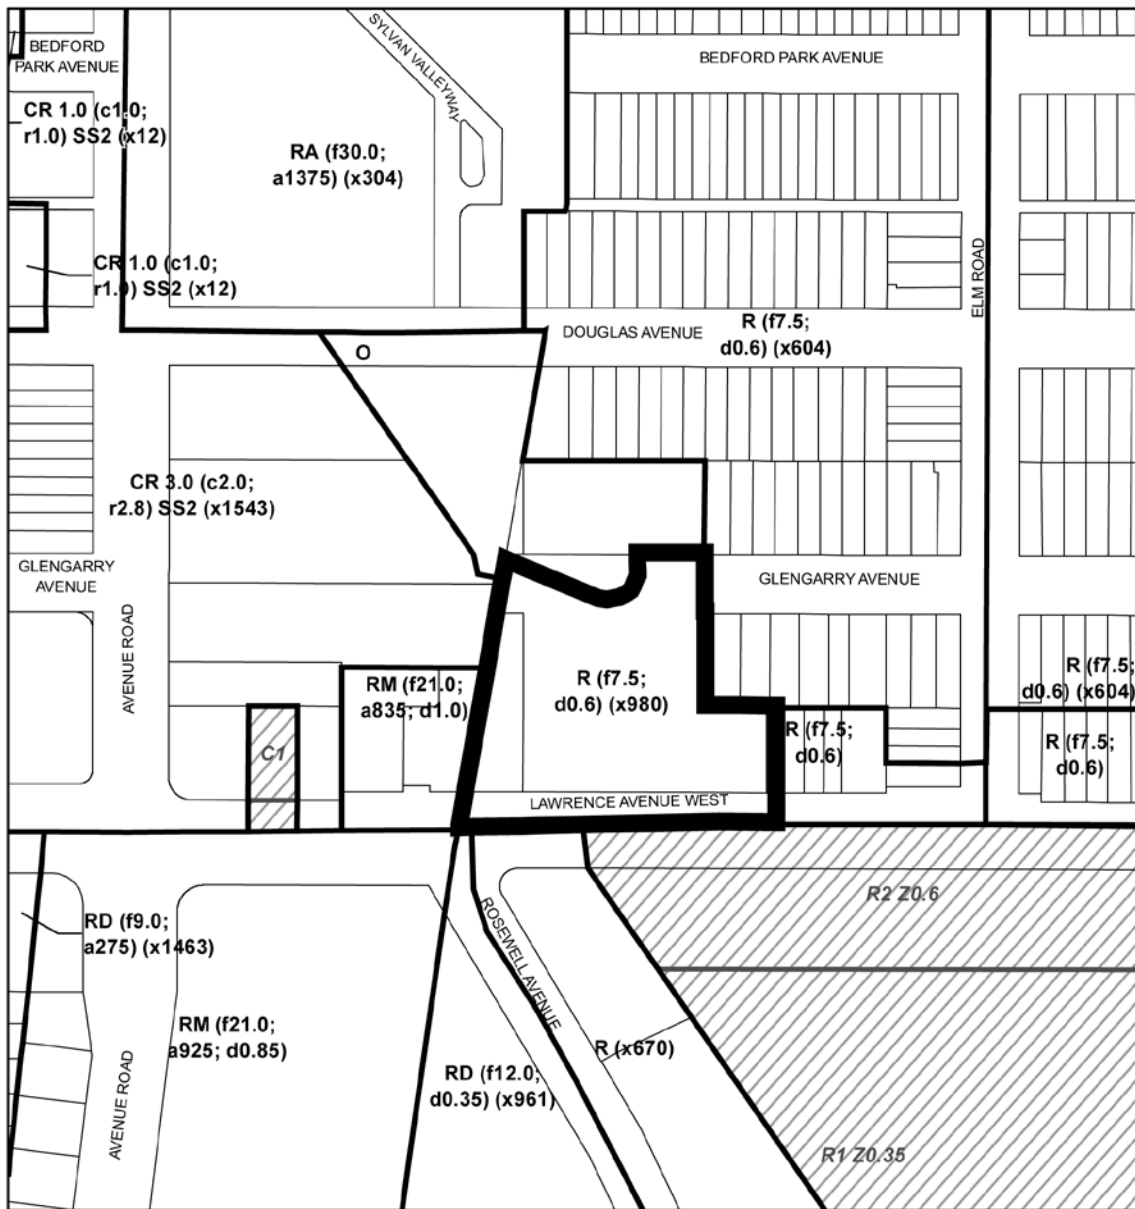 BEDFORD
PARK AVENUE
SYLVAN VALLEYWAY
BEDFORD PARK AVENUE
CR 1.0 (c1.0;
r1.0) SS2 (x12)
RA (f30.0;
a1375) (x304)
CR 1.0 (c1.0;
r1.0) SS2 (x12)
ELM ROAD
DOUGLAS AVENUE
R (f7.5;
d0.6) (x604)
O
CR 3.0 (c2.0;
r2.8) SS2 (x1543)
GLENGARRY
AVENUE
GLENGARRY AVENUE
AVENUE ROAD
RM (f21.0;
a835; d1.0)
R (f7.5;
d0.6) (x980)
R (f7.5;
d0.6) (x604)
C1
R (f7.5;
d0.6)
R (f7.5;
d0.6)
LAWRENCE AVENUE WEST
R2 Z0.6
RD (f9.0;
a275) (x1463)
ROSEWELL AVENUE
RM (f21.0;
a925; d0.85)
R (x670)
AVENUE ROAD
RD (f12.0;
d0.35) (x961)
R1 Z0.35